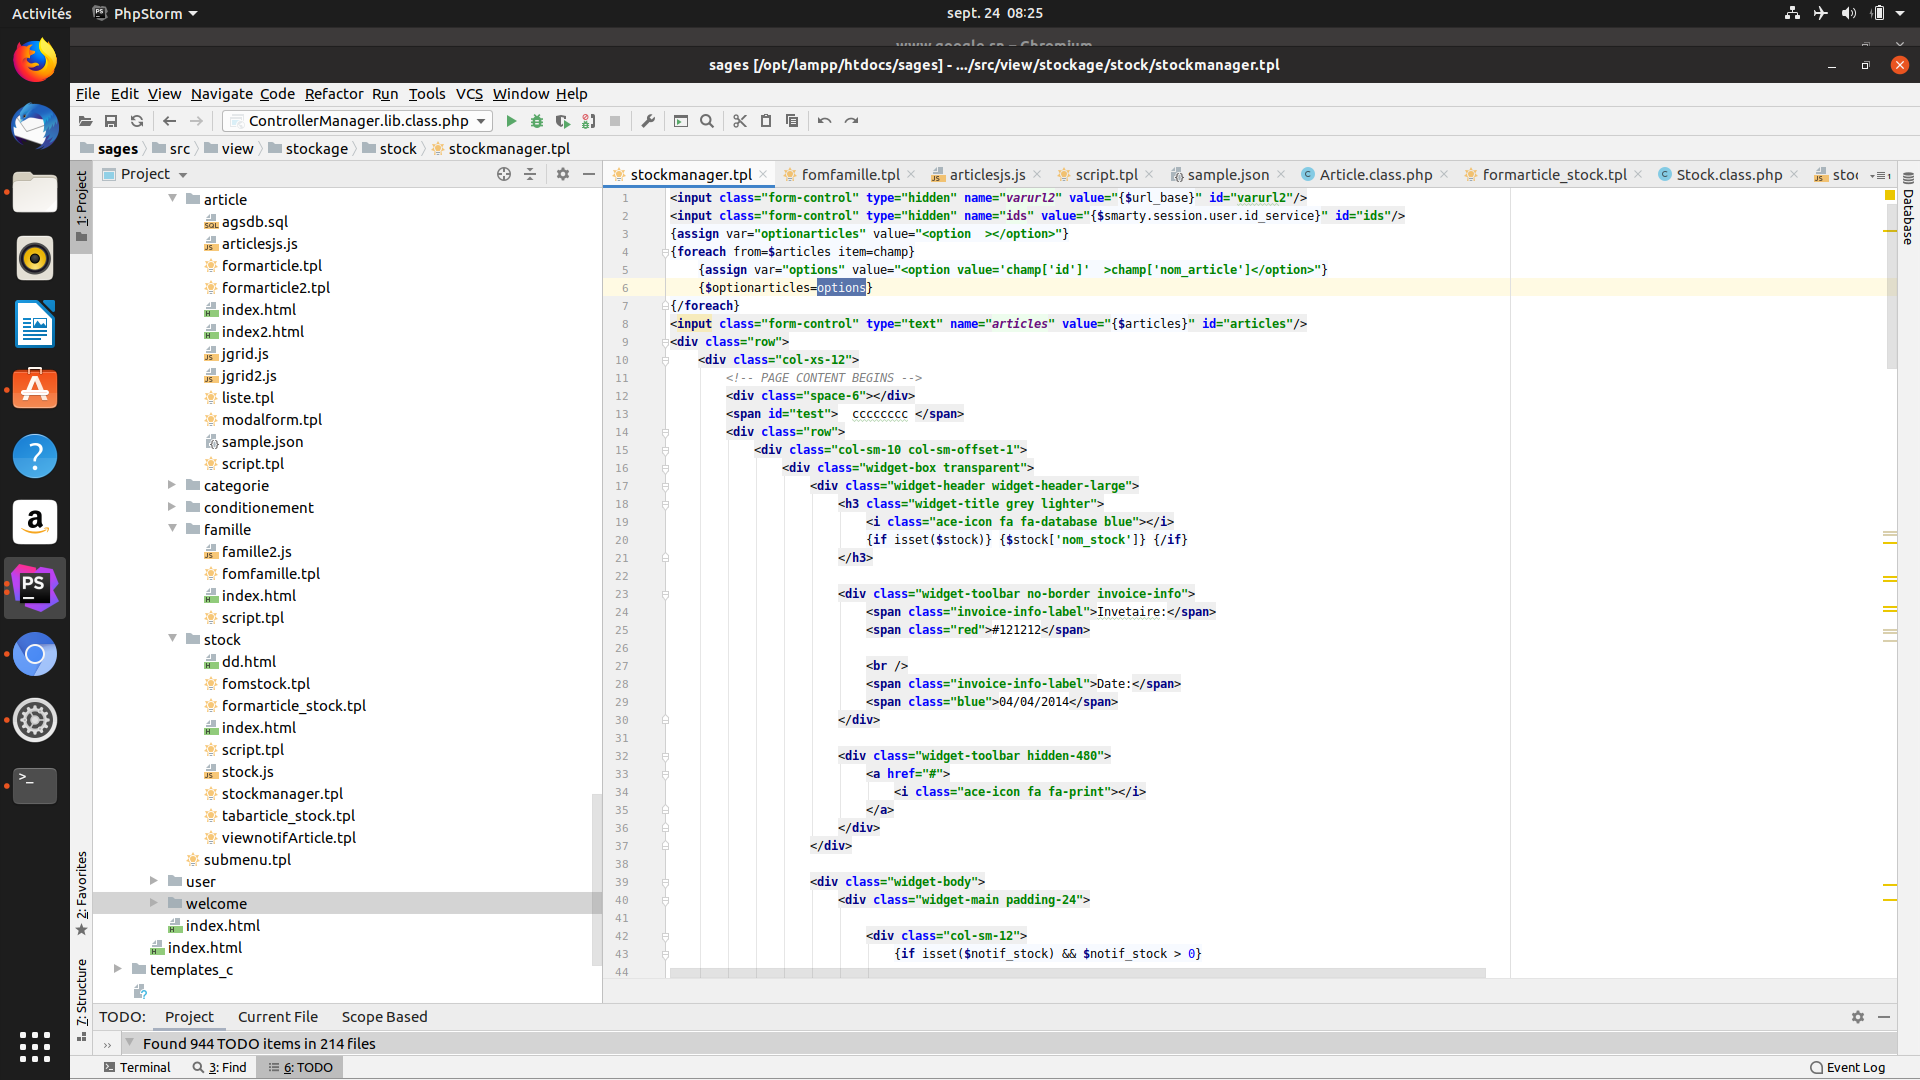 Activités
PhpStorm
sept. 24 08:25
www.google.sn – Chromium
sages [/opt/lampp/htdocs/sages] - .../src/view/stockage/stock/stockmanager.tpl
File Edit View Navigate Code Refactor Run Tools VCS Window Help
ControllerManager.lib.class.php
sages src view stockage stock stockmanager.tpl
1: Project
Project
stockmanager.tpl fomfamille.tpl articlesjs.js script.tpl sample.json Article.class.php formarticle_stock.tpl Stock.class.php
Database
article
agsdb.sql
articlesjs.js
formarticle.tpl
formarticle2.tpl
index.html
index2.html
jgrid.js
jgrid2.js
liste.tpl
modalform.tpl
sample.json
script.tpl
categorie
conditionement
famille
famille2.js
fomfamille.tpl
index.html
script.tpl
stock
dd.html
fomstock.tpl
formarticle_stock.tpl
index.html
script.tpl
stock.js
stockmanager.tpl
tabarticle_stock.tpl
viewnotifArticle.tpl
submenu.tpl
user
welcome
index.html
index.html
templates_c
2: Favorites
7: Structure
1 <input class="form-control" type="hidden" name="varurl2" value="{$url_base}" id="varurl2"/>
2 <input class="form-control" type="hidden" name="ids" value="{$smarty.session.user.id_service}" id="ids"/>
3 {assign var="optionarticles" value="<option  ></option>"}
4 {foreach from=$articles item=champ}
5 {assign var="options" value="<option value='champ['id']'  >champ['nom_article']</option>"}
6 {$optionarticles=options}
7 {/foreach}
8 <input class="form-control" type="text" name="articles" value="{$articles}" id="articles"/>
9 <div class="row">
10 <div class="col-xs-12">
11 <!-- PAGE CONTENT BEGINS -->
12 <div class="space-6"></div>
13 <span id="test">  cccccccc </span>
14 <div class="row">
15 <div class="col-sm-10 col-sm-offset-1">
16 <div class="widget-box transparent">
17 <div class="widget-header widget-header-large">
18 <h3 class="widget-title grey lighter">
19 <i class="ace-icon fa fa-database blue"></i>
20 {if isset($stock)} {$stock['nom_stock']} {/if}
21 </h3>
22
23 <div class="widget-toolbar no-border invoice-info">
24 <span class="invoice-info-label">Invetaire:</span>
25 <span class="red">#121212</span>
26
27 <br />
28 <span class="invoice-info-label">Date:</span>
29 <span class="blue">04/04/2014</span>
30 </div>
31
32 <div class="widget-toolbar hidden-480">
33 <a href="#">
34 <i class="ace-icon fa fa-print"></i>
35 </a>
36 </div>
37 </div>
38
39 <div class="widget-body">
40 <div class="widget-main padding-24">
41
42 <div class="col-sm-12">
43 {if isset($notif_stock) && $notif_stock > 0}
44
TODO: Project Current File Scope Based
Found 944 TODO items in 214 files
Terminal 3: Find 6: TODO
Event Log